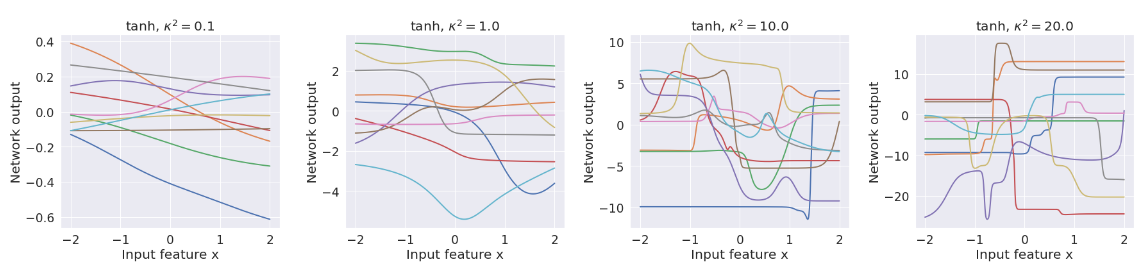 tanh, κ² = 0.1
0.4
0.2
0.0
−0.2
−0.4
−0.6
Network output
−2 −1 0 1 2
Input feature x
tanh, κ² = 1.0
4
2
0
−2
−4
Network output
−2 −1 0 1 2
Input feature x
tanh, κ² = 10.0
10
5
0
−5
−10
Network output
−2 −1 0 1 2
Input feature x
tanh, κ² = 20.0
10
0
−10
−20
Network output
−2 −1 0 1 2
Input feature x